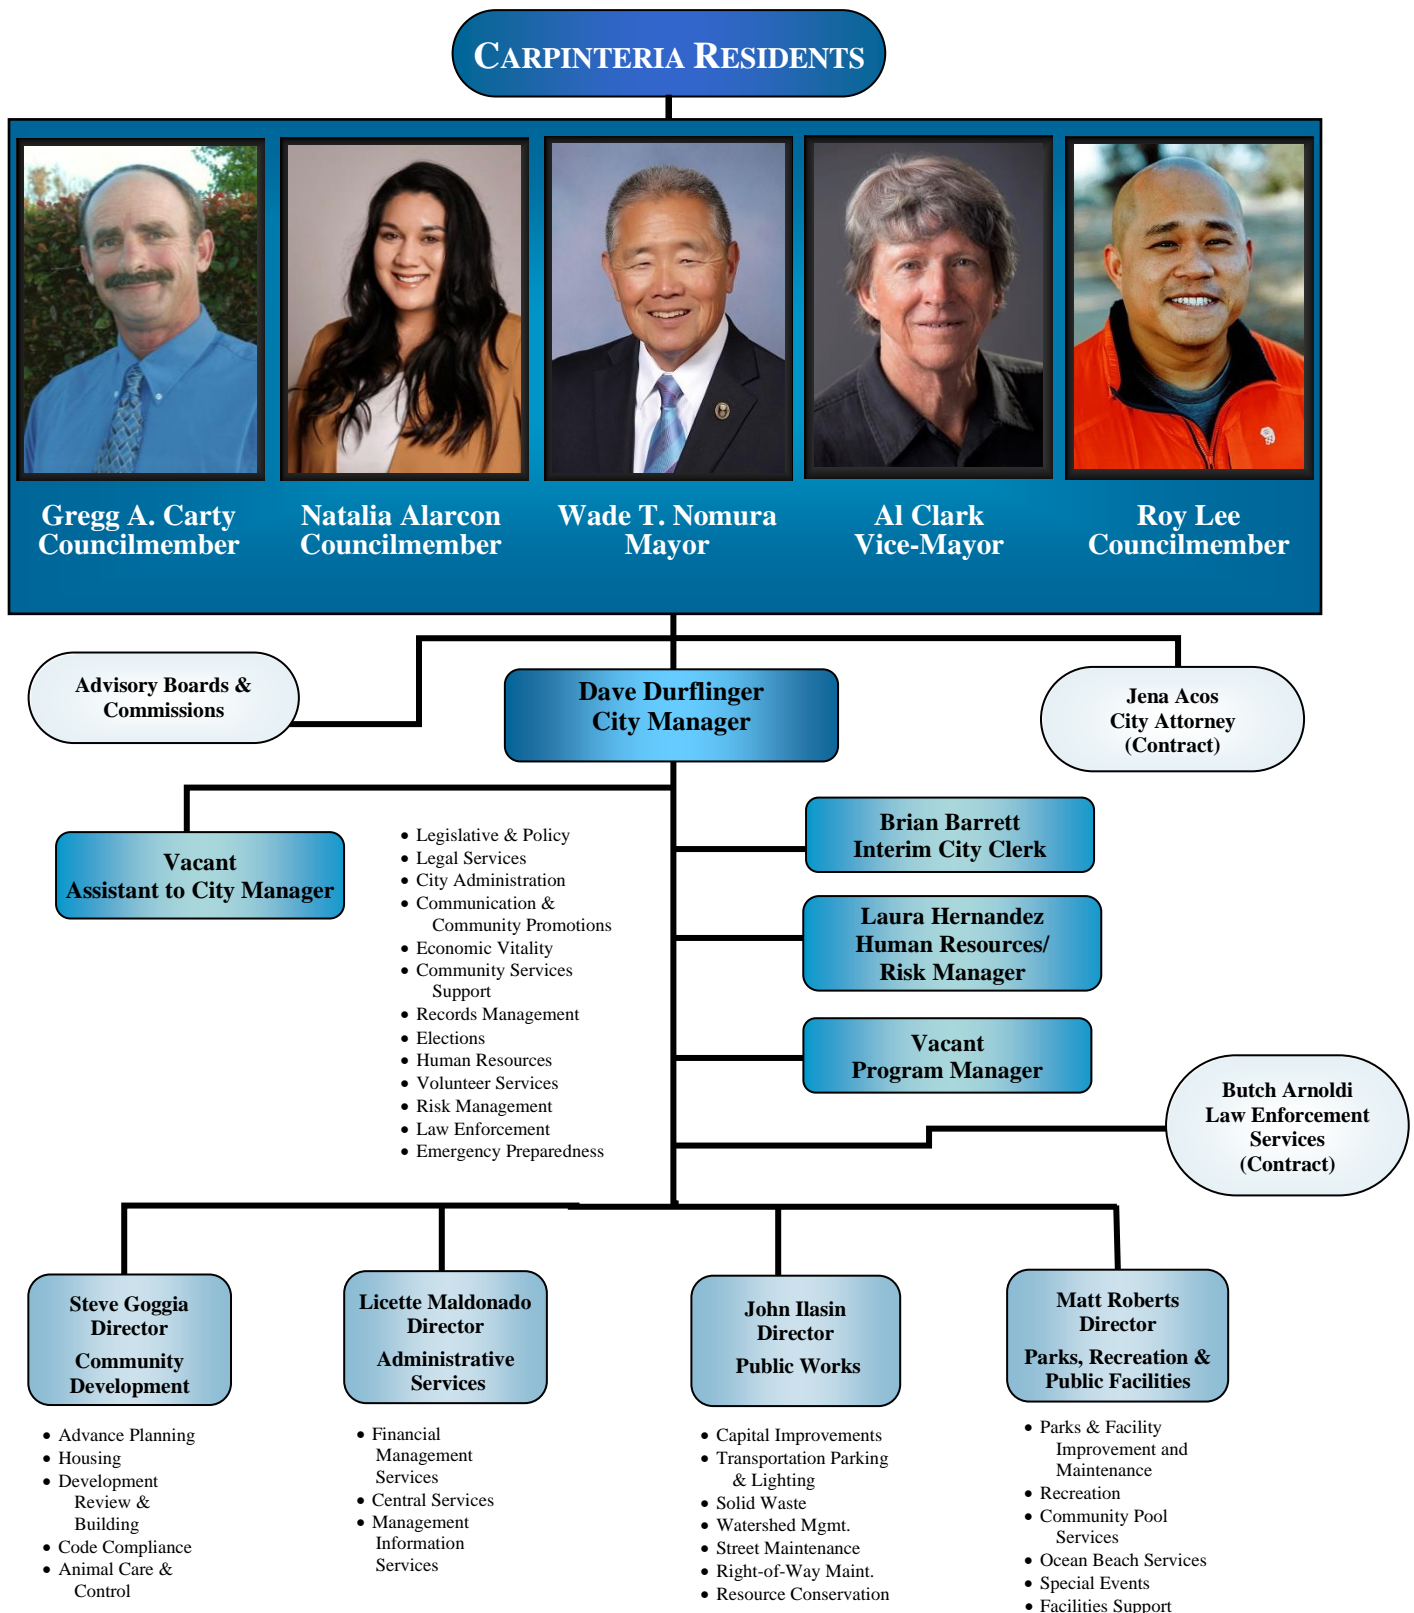 CARPINTERIA RESIDENTS
Gregg A. Carty
Councilmember
Natalia Alarcon
Councilmember
Wade T. Nomura
Mayor
Al Clark
Vice-Mayor
Roy Lee
Councilmember
Advisory Boards &
Commissions
Dave Durflinger
City Manager
Jena Acos
City Attorney
(Contract)
Vacant
Assistant to City Manager
• Legislative & Policy
• Legal Services
• City Administration
• Communication &
Community Promotions
• Economic Vitality
• Community Services
Support
• Records Management
• Elections
• Human Resources
• Volunteer Services
• Risk Management
• Law Enforcement
• Emergency Preparedness
Brian Barrett
Interim City Clerk
Laura Hernandez
Human Resources/
Risk Manager
Vacant
Program Manager
Butch Arnoldi
Law Enforcement
Services
(Contract)
Steve Goggia
Director
Community
Development
• Advance Planning
• Housing
• Development
Review &
Building
• Code Compliance
• Animal Care &
Control
Licette Maldonado
Director
Administrative
Services
• Financial
Management
Services
• Central Services
• Management
Information
Services
John Ilasin
Director
Public Works
• Capital Improvements
• Transportation Parking
& Lighting
• Solid Waste
• Watershed Mgmt.
• Street Maintenance
• Right-of-Way Maint.
• Resource Conservation
Matt Roberts
Director
Parks, Recreation &
Public Facilities
• Parks & Facility
Improvement and
Maintenance
• Recreation
• Community Pool
Services
• Ocean Beach Services
• Special Events
• Facilities Support